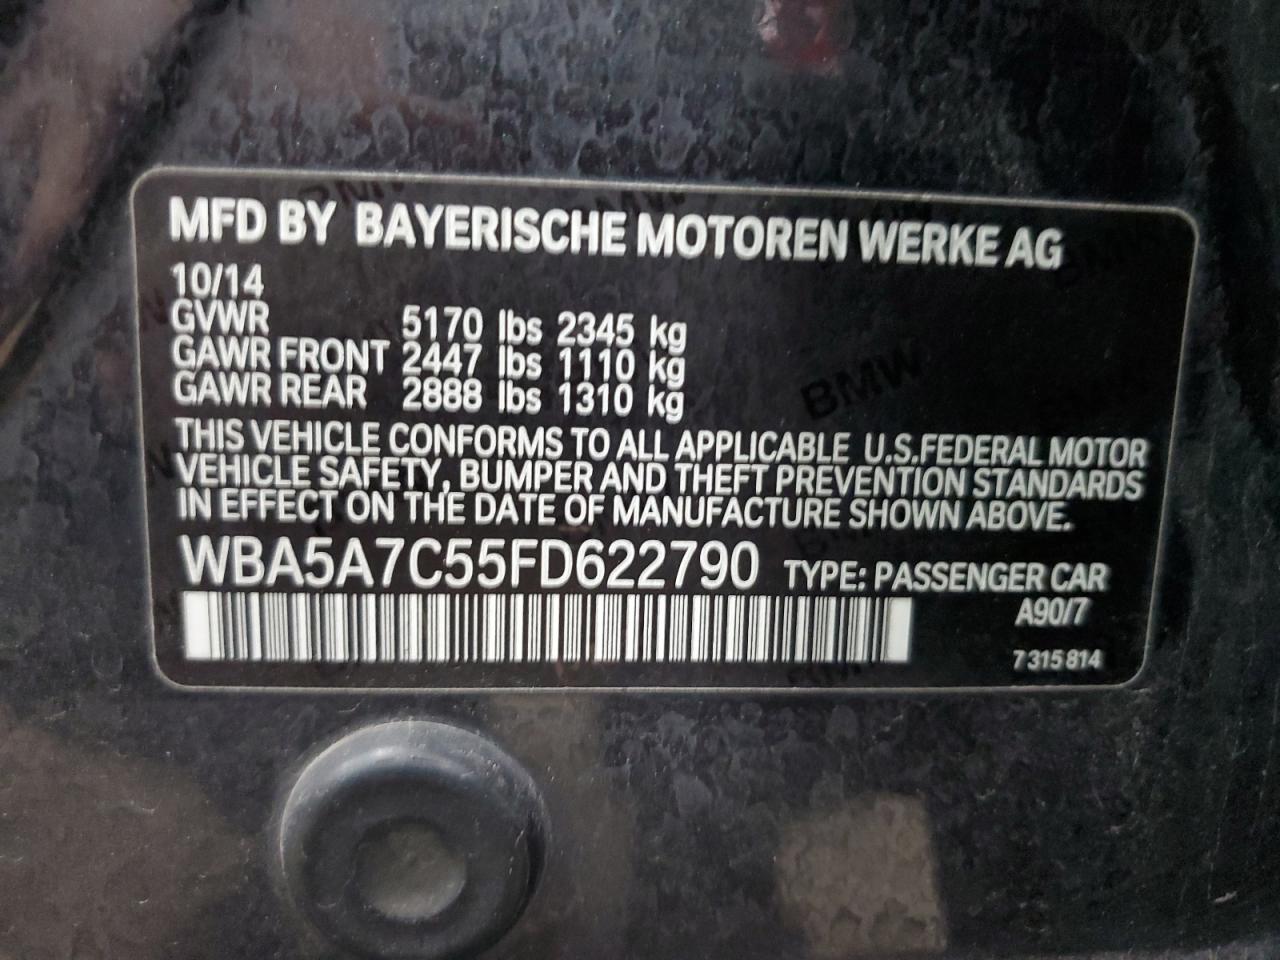 MFD BY BAYERISCHE MOTOREN WERKE AG
10/14
GVWR 5170 lbs 2345 kg
GAWR FRONT 2447 lbs 1110 kg
GAWR REAR 2888 lbs 1310 kg
THIS VEHICLE CONFORMS TO ALL APPLICABLE U.S.FEDERAL MOTOR
VEHICLE SAFETY, BUMPER AND THEFT PREVENTION STANDARDS
IN EFFECT ON THE DATE OF MANUFACTURE SHOWN ABOVE.
WBA5A7C55FD622790 TYPE: PASSENGER CAR
A90/7
7 315 814
BMW